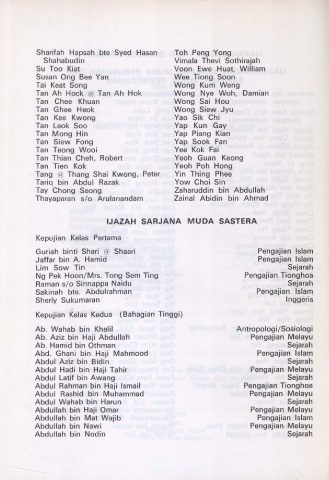 Sharifah Hapsah bte Syed Hasan
Shahabudin
Su Too Kiat
Susan Ong Bee Yan
Tai Keat Song
Tan Ah Hock @ Tan Ah Hok
Tan Chee Khuan
Tan Ghee Heok
Tan Kee Kwong
Tan Leok Soo
Tan Mong Hin
Tan Siew Fong
Tan Teong Wooi
Tan Thian Cheh, Robert
Tan Tien Kok
Tang @ Thang Shai Kwong, Peter
Tariq bin Abdul Razak
Tay Chong Seong
Thayaparan s/o Arulanandam
Toh Peng Yong
Vimala Thevi Sothirajah
Voon Ewe Huat, William
Wee Tiong Soon
Wong Kum Weng
Wong Nye Woh, Damian
Wong Sai Hou
Wong Siew Jyu
Yao Sik Chi
Yap Kun Gay
Yap Piang Kian
Yap Sook Fan
Yee Kok Fai
Yeoh Guan Keong
Yeoh Poh Hong
Yin Thing Phee
Yow Choi Sin
Zaharuddin bin Abdullah
Zainal Abidin bin Ahmad
IJAZAH SARJANA MUDA SASTERA
Kepujian Kelas Pertama
Guriah binti Shari @ Shaari Pengajian Islam
Jaffar bin A. Hamid Pengajian Islam
Lim Sow Tin Sejarah
Ng Pek Hoon/Mrs. Tong Sem Ting Pengajian Tionghoa
Raman s/o Sinnappa Naidu Sejarah
Sakinah bte. Abdulrahman Pengajian Islam
Sherly Sukumaran Inggeris
Kepujian Kelas Kedua (Bahagian Tinggi)
Ab. Wahab bin Khalil Antropologi/Sosiologi
Ab. Aziz bin Haji Abdullah Pengajian Melayu
Ab. Hamid bin Othman Sejarah
Abd. Ghani bin Haji Mahmood Pengajian Islam
Abdul Aziz bin Bidin Sejarah
Abdul Hadi bin Haji Tahir Pengajian Melayu
Abdul Latif bin Awang Sejarah
Abdul Rahman bin Haji Ismail Pengajian Tionghoa
Abdul Rashid bin Muhammad Pengajian Melayu
Abdul Wahab bin Harun Sejarah
Abdullah bin Haji Omar Pengajian Melayu
Abdullah bin Mat Wajib Pengajian Islam
Abdullah bin Nawi Pengajian Melayu
Abdullah bin Nodin Sejarah